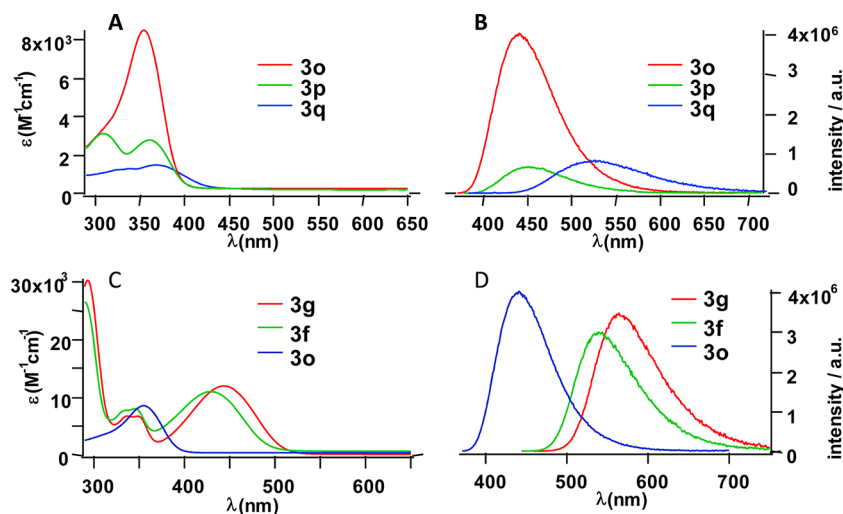 A
8x10³
6
4
2
0
ε(M⁻¹cm⁻¹)
3o
3p
3q
300 350 400 450 500 550 600 650
λ(nm)
B
4x10⁶
3
2
1
0
intensity / a.u.
3o
3p
3q
400 450 500 550 600 650 700
λ(nm)
C
30x10³
20
10
0
ε(M⁻¹cm⁻¹)
3g
3f
3o
300 400 500 600
λ(nm)
D
4x10⁶
3
2
1
0
intensity / a.u.
3g
3f
3o
400 500 600 700
λ(nm)